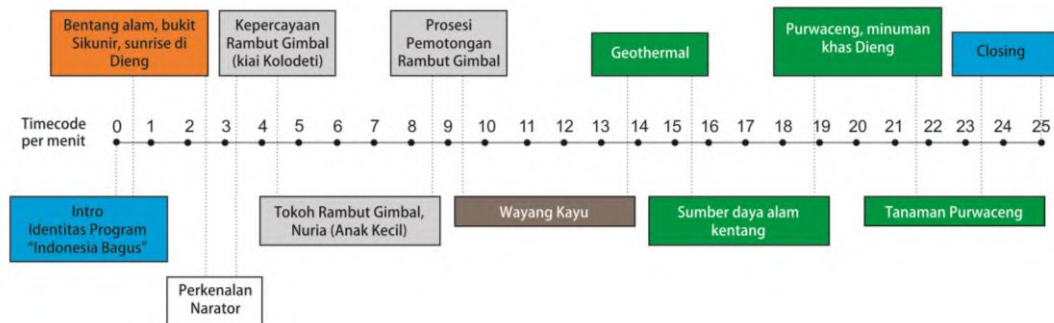 Bentang alam, bukit
Sikunir, sunrise di
Dieng
Kepercayaan
Rambut Gimbal
(kiai Kolodeti)
Prosesi
Pemotongan
Rambut Gimbal
Geothermal
Purwaceng, minuman
khas Dieng
Closing
Timecode
per menit
0 1 2 3 4 5 6 7 8 9 10 11 12 13 14 15 16 17 18 19 20 21 22 23 24 25
Intro
Identitas Program
“Indonesia Bagus”
Perkenalan
Narator
Tokoh Rambut Gimbal,
Nuria (Anak Kecil)
Wayang Kayu
Sumber daya alam
kentang
Tanaman Purwaceng